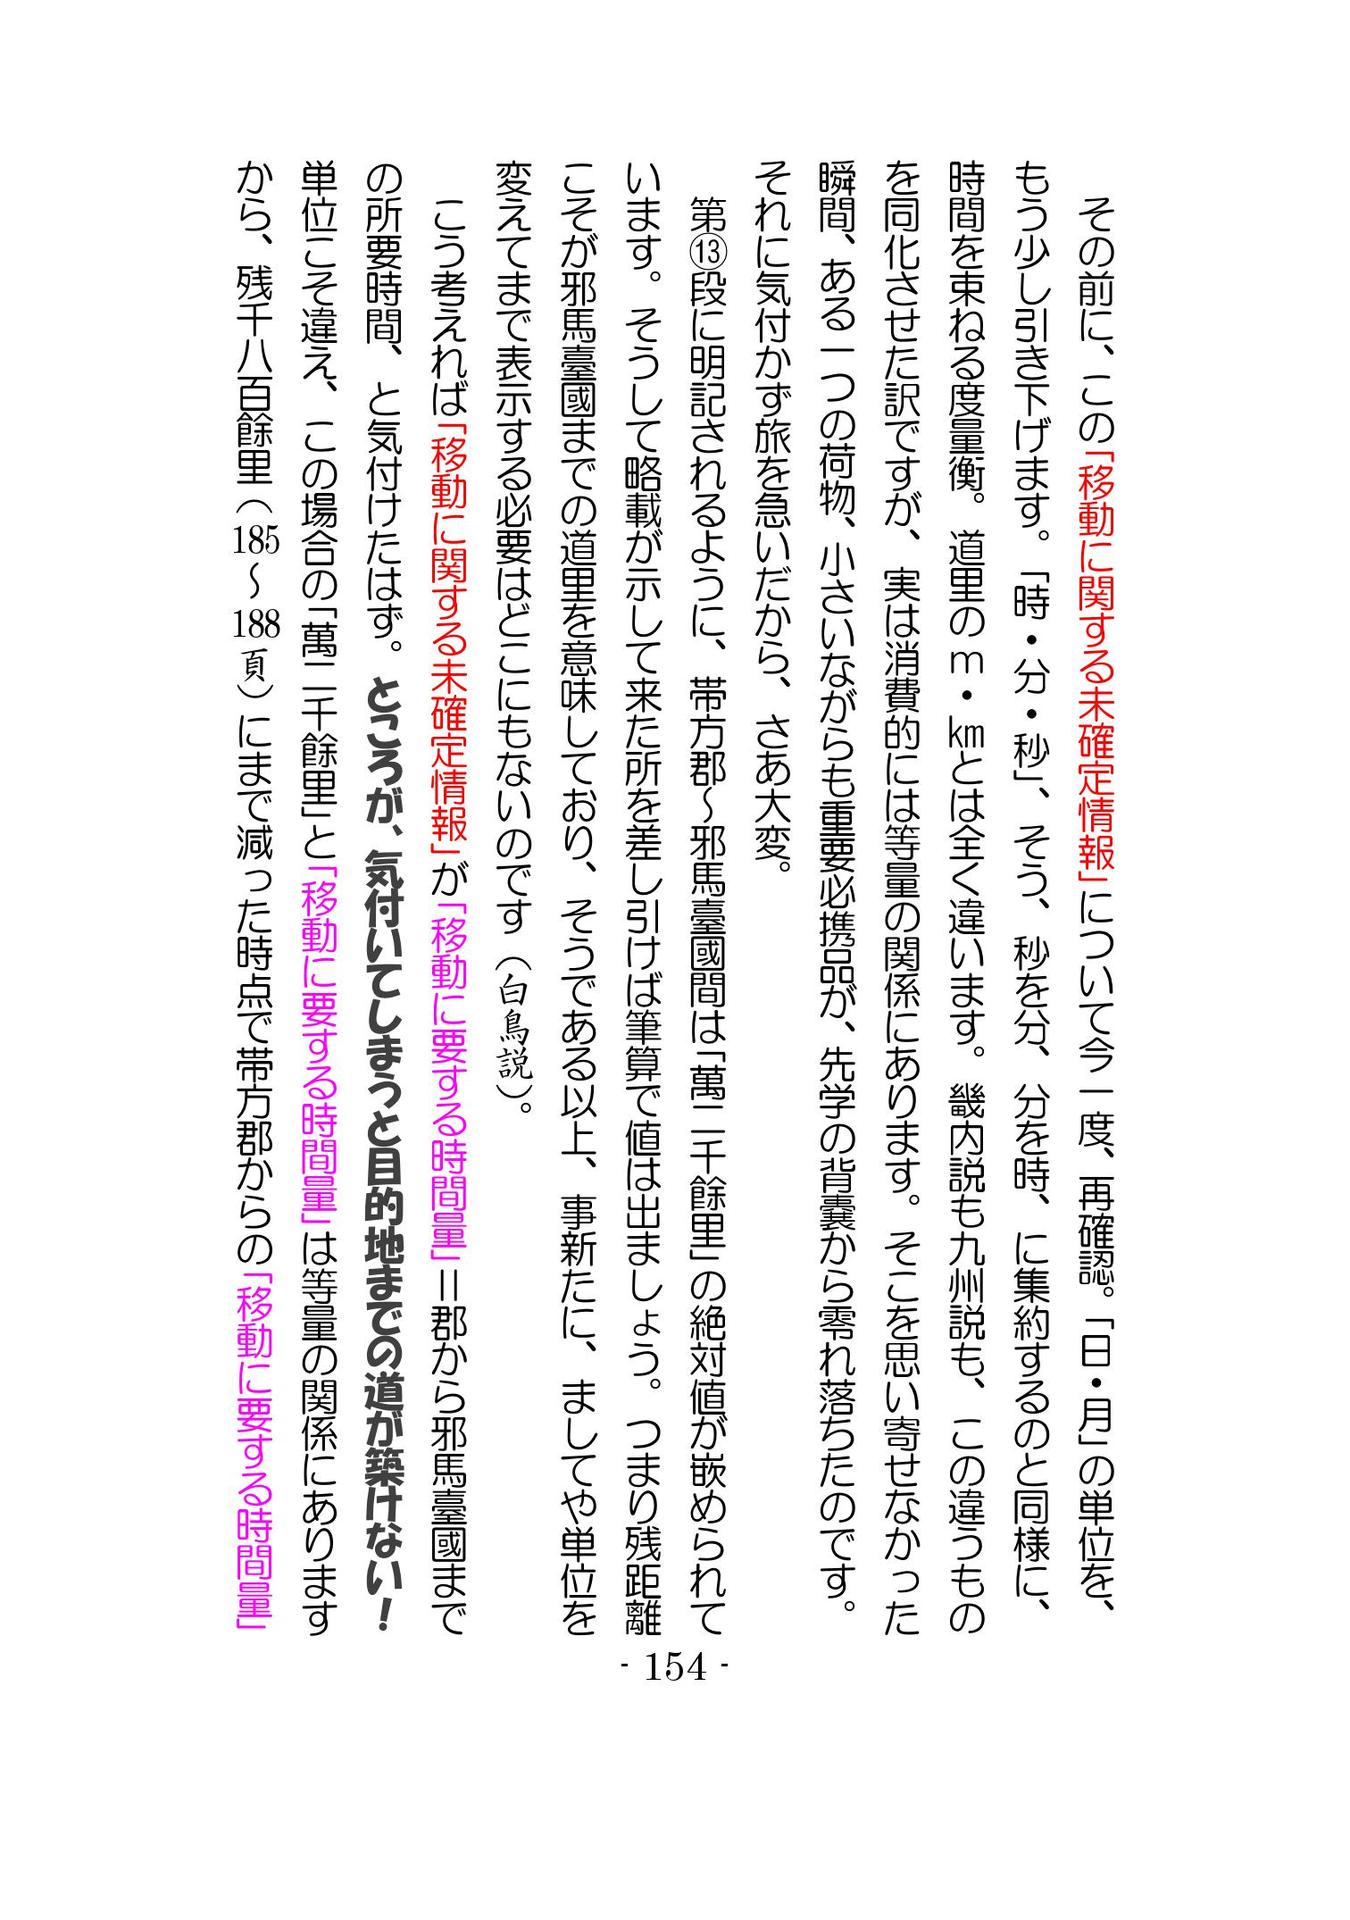 その前に、この「移動に関する未確定情報」について今一度、再確認。「日・月」の単位を、
もう少し引き下げます。「時・分・秒」、そう、秒を分、分を時、に集約するのと同様に、
時間を束ねる度量衡。道里のｍ・㎞とは全く違います。畿内説も九州説も、この違うもの
を同化させた訳ですが、実は消費的には等量の関係にあります。そこを思い寄せなかった
瞬間、ある一つの荷物、小さいながらも重要必携品が、先学の背嚢から零れ落ちたのです。
それに気付かず旅を急いだから、さあ大変。
第⑬段に明記されるように、帯方郡～邪馬臺國間は「萬二千餘里」の絶対値が嵌められて
います。そうして略載が示して来た所を差し引けば筆算で値は出ましょう。つまり残距離
こそが邪馬臺國までの道里を意味しており、そうである以上、事新たに、ましてや単位を
変えてまで表示する必要はどこにもないのです（白鳥説）。
こう考えれば「移動に関する未確定情報」が「移動に要する時間量」＝郡から邪馬臺國まで
の所要時間、と気付けたはず。ところが、気付いてしまうと目的地までの道が築けない！
単位こそ違え、この場合の「萬二千餘里」と「移動に要する時間量」は等量の関係にあります
から、残千八百餘里（185～188頁）にまで減った時点で帯方郡からの「移動に要する時間量」
- 154 -